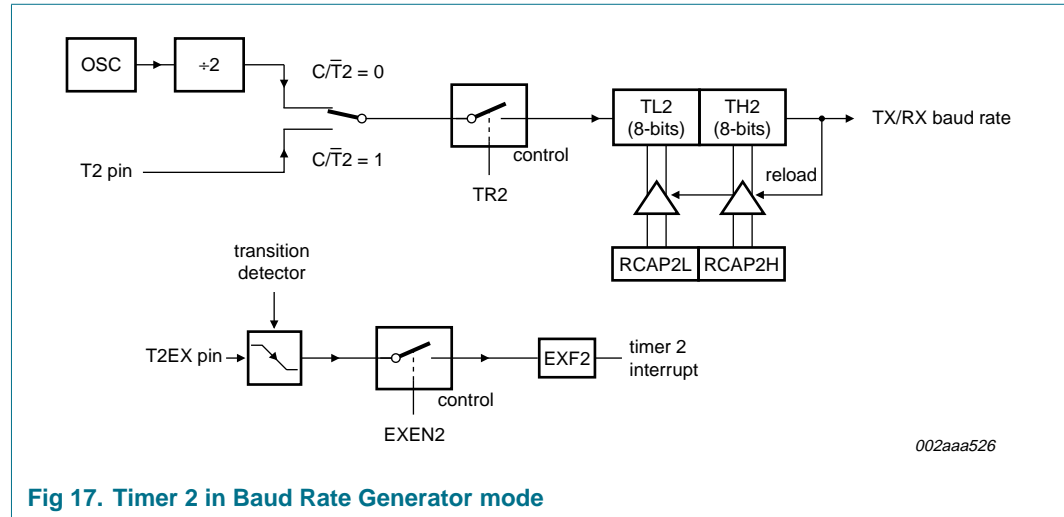 OSC
÷2
C/T̅2 = 0
TL2
(8-bits)
TH2
(8-bits)
TX/RX baud rate
T2 pin
C/T̅2 = 1
control
TR2
reload
RCAP2L
RCAP2H
transition
detector
T2EX pin
control
EXEN2
EXF2
timer 2
interrupt
002aaa526
Fig 17. Timer 2 in Baud Rate Generator mode